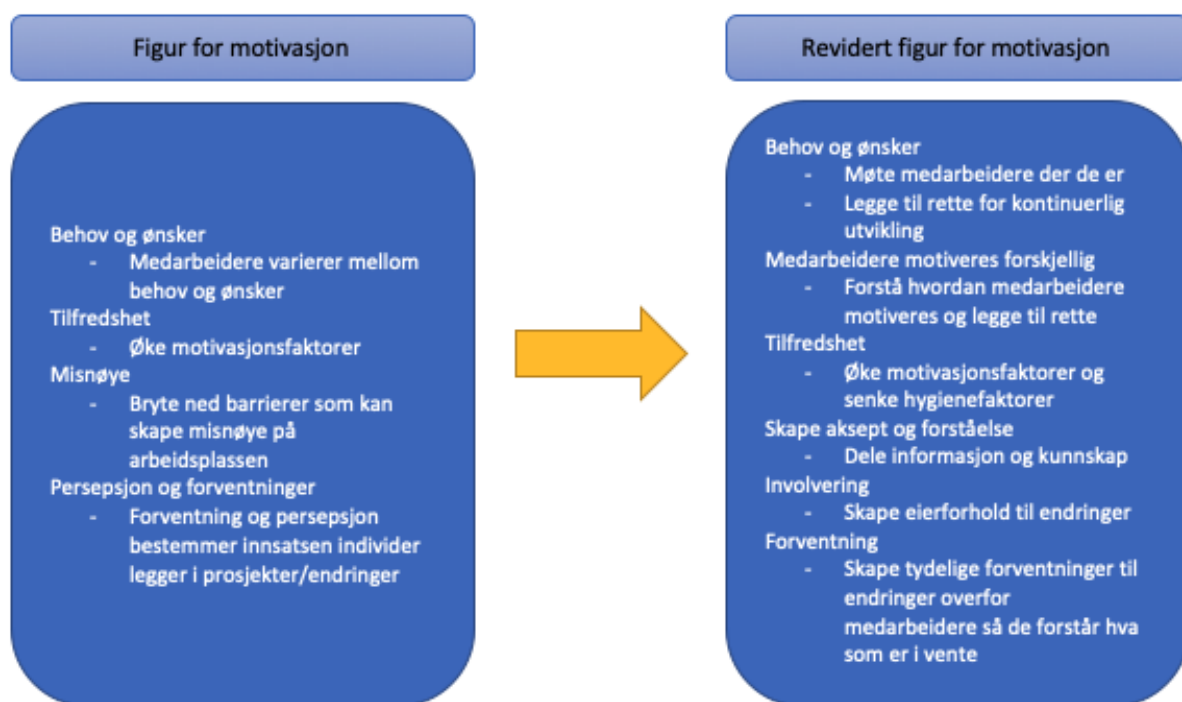 Figur for motivasjon
Behov og ønsker
- Medarbeidere varierer mellom
behov og ønsker
Tilfredshet
- Øke motivasjonsfaktorer
Misnøye
- Bryte ned barrierer som kan
skape misnøye på
arbeidsplassen
Persepsjon og forventninger
- Forventning og persepsjon
bestemmer innsatsen individer
legger i prosjekter/endringer
Revidert figur for motivasjon
Behov og ønsker
- Møte medarbeidere der de er
- Legge til rette for kontinuerlig
utvikling
Medarbeidere motiveres forskjellig
- Forstå hvordan medarbeidere
motiveres og legge til rette
Tilfredshet
- Øke motivasjonsfaktorer og
senke hygienefaktorer
Skape aksept og forståelse
- Dele informasjon og kunnskap
Involvering
- Skape eierforhold til endringer
Forventning
- Skape tydelige forventninger til
endringer overfor
medarbeidere så de forstår hva
som er i vente